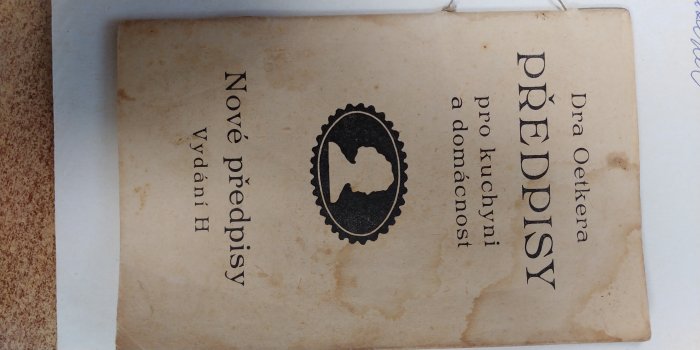 Dra Oetkera
PŘEDPISY
pro kuchyni
a domácnost
Nové předpisy
Vydání H